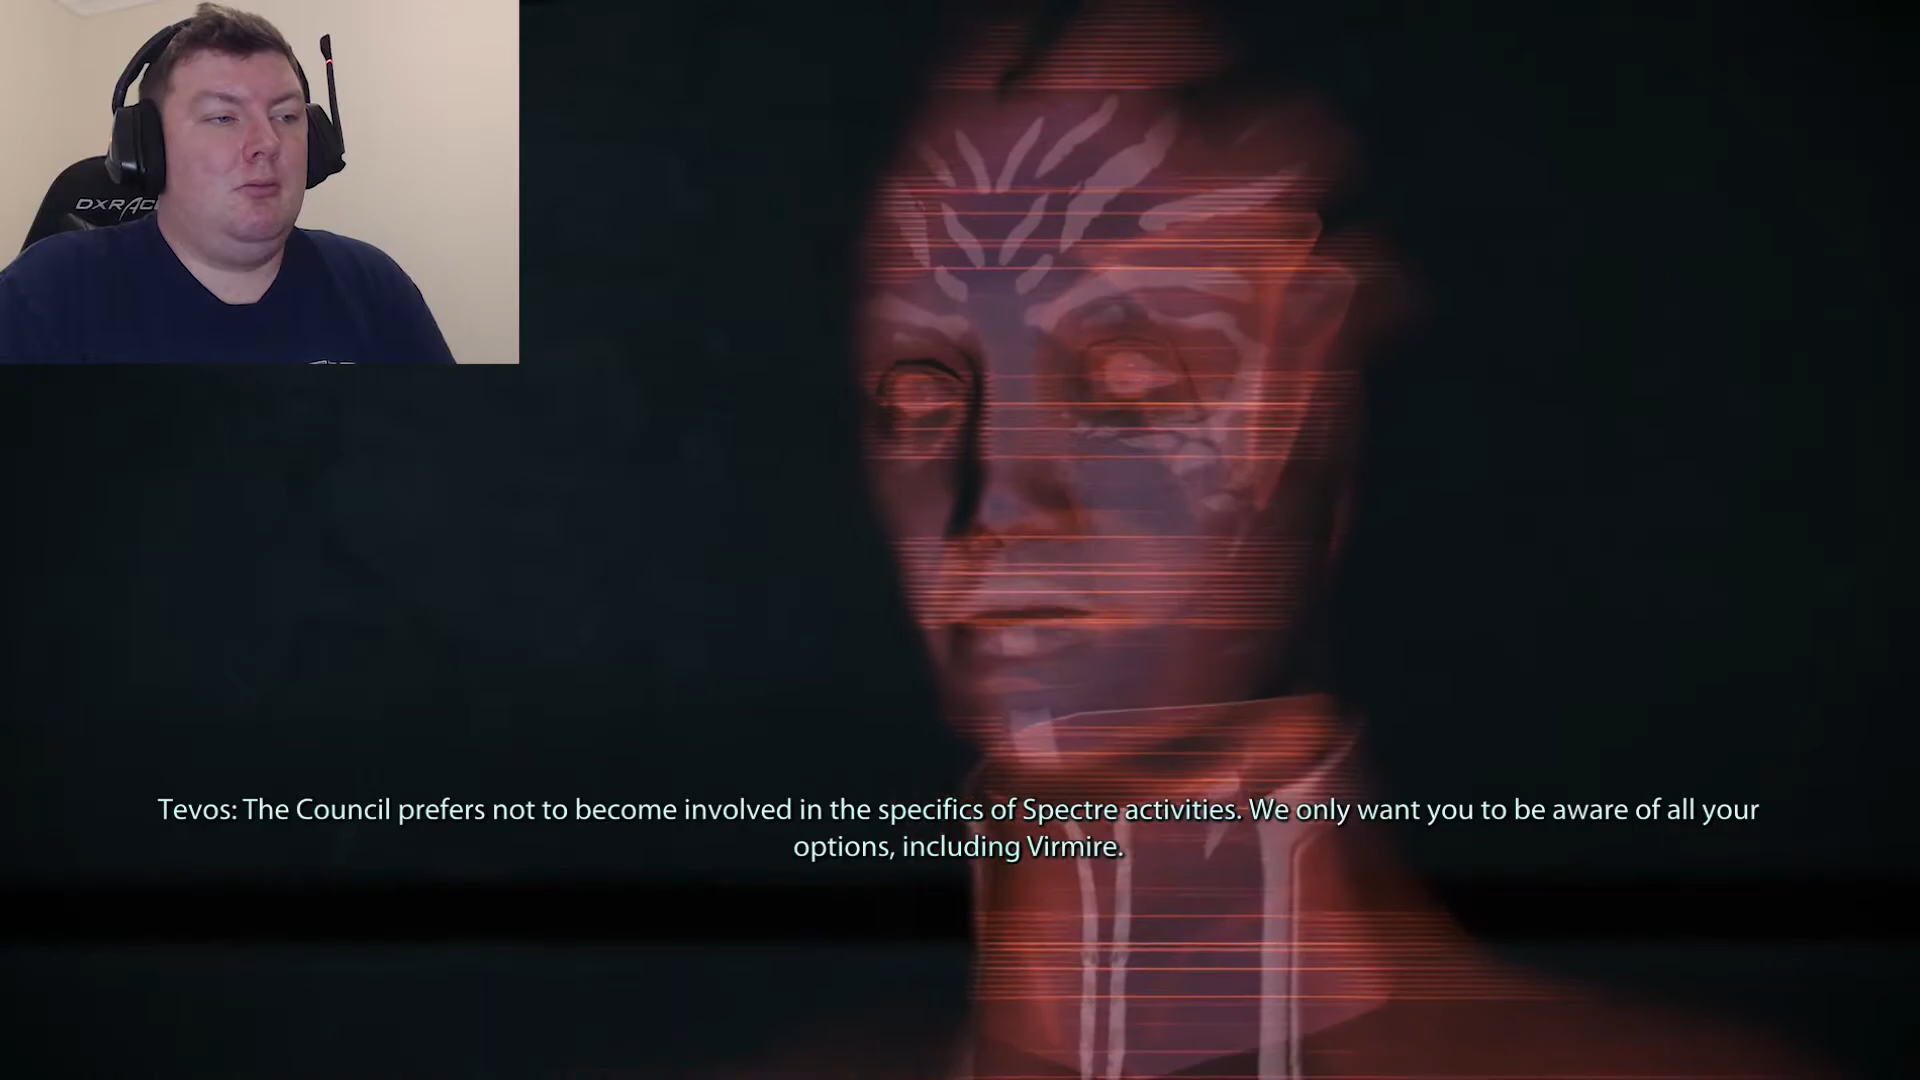 DXRAC
Tevos: The Council prefers not to become involved in the specifics of Spectre activities. We only want you to be aware of all your
options, including Virmire.